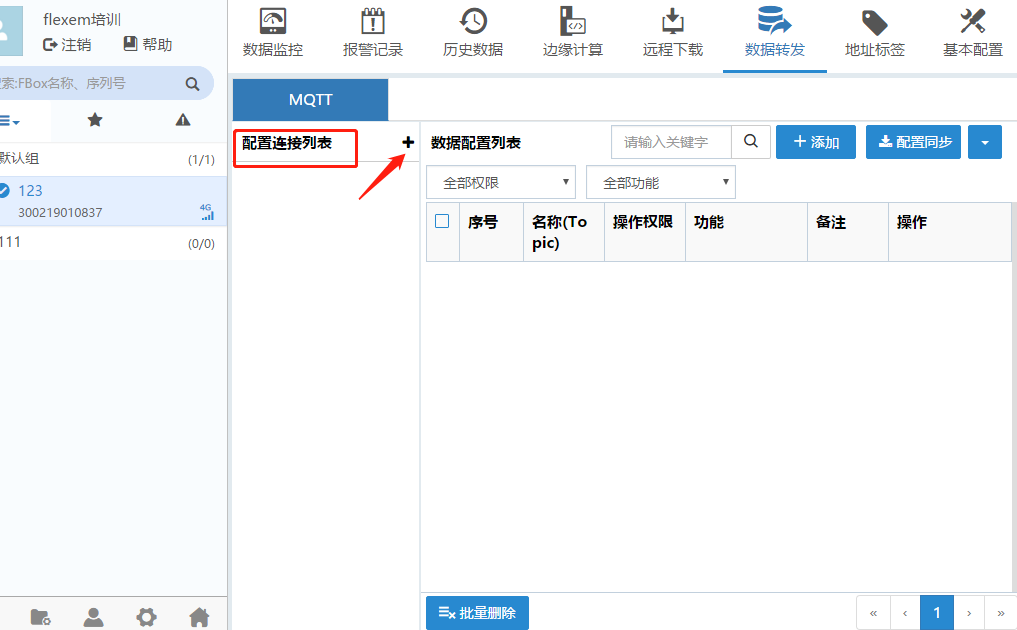 flexem培训
注销 帮助
索:FBox名称、序列号
默认组 (1/1)
123
300219010837 4G
111 (0/0)
数据监控 报警记录 历史数据 边缘计算 远程下载 数据转发 地址标签 基本配置
MQTT
配置连接列表
数据配置列表 请输入关键字 添加 配置同步
全部权限 全部功能
序号 名称(Topic) 操作权限 功能 备注 操作
批量删除 « ‹ 1 › »